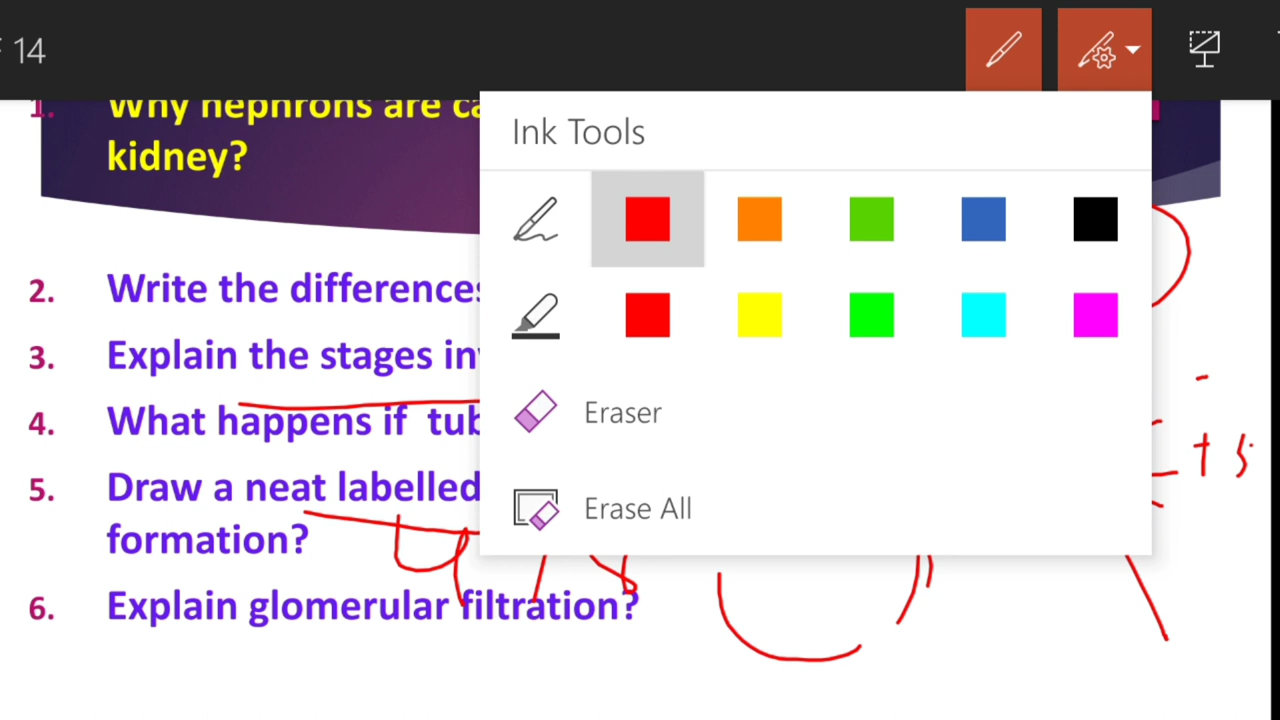 14
Ink Tools
1. Why nephrons are ca
kidney?
2. Write the differences
3. Explain the stages in
4. What happens if tub
5. Draw a neat labelled
formation?
6. Explain glomerular filtration?
Eraser
Erase All